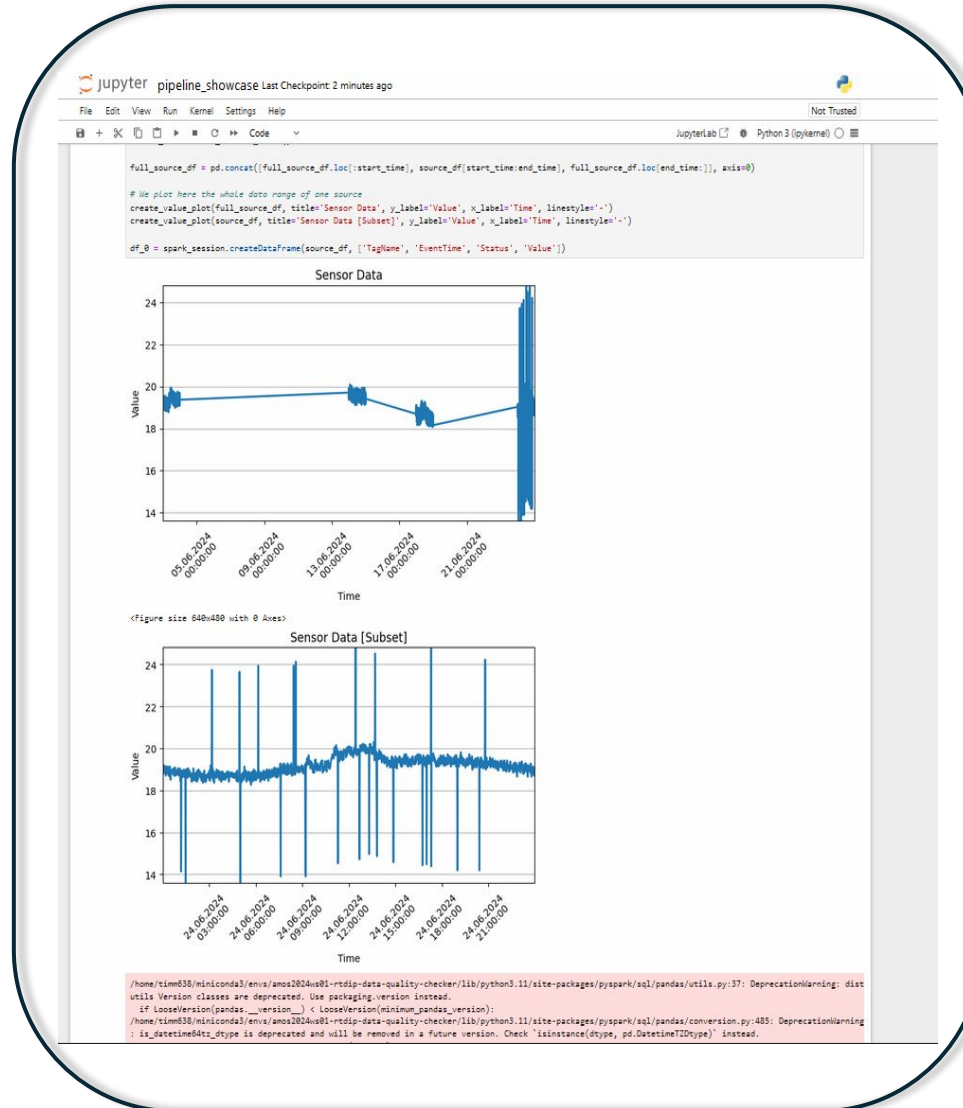 jupyter pipeline_showcase Last Checkpoint: 2 minutes ago
File Edit View Run Kernel Settings Help
Not Trusted
Code
JupyterLab
Python 3 (ipykernel)
full_source_df = pd.concat([full_source_df.loc[:start_time], source_df[start_time:end_time], full_source_df.loc[end_time:]], axis=0)
# We plot here the whole data range of one source
create_value_plot(full_source_df, title='Sensor Data', y_label='Value', x_label='Time', linestyle='-')
create_value_plot(source_df, title='Sensor Data [Subset]', y_label='Value', x_label='Time', linestyle='-')
df_0 = spark_session.createDataFrame(source_df, ['TagName', 'EventTime', 'Status', 'Value'])
Sensor Data
24
22
20
18
16
14
Value
05.06.2024
00:00:00
09.06.2024
00:00:00
13.06.2024
00:00:00
17.06.2024
00:00:00
21.06.2024
00:00:00
Time
<Figure size 640x480 with 0 Axes>
Sensor Data [Subset]
24
22
20
18
16
14
Value
24.06.2024
03:00:00
24.06.2024
06:00:00
24.06.2024
09:00:00
24.06.2024
12:00:00
24.06.2024
15:00:00
24.06.2024
18:00:00
24.06.2024
21:00:00
Time
/home/timm638/miniconda3/envs/amos2024ws01-rtdip-data-quality-checker/lib/python3.11/site-packages/pyspark/sql/pandas/utils.py:37: DeprecationWarning: dist
utils Version classes are deprecated. Use packaging.version instead.
if LooseVersion(pandas.__version__) < LooseVersion(minimum_pandas_version):
/home/timm638/miniconda3/envs/amos2024ws01-rtdip-data-quality-checker/lib/python3.11/site-packages/pyspark/sql/pandas/conversion.py:485: DeprecationWarning
: is_datetime64tz_dtype is deprecated and will be removed in a future version. Check `isinstance(dtype, pd.DatetimeTZDtype)` instead.